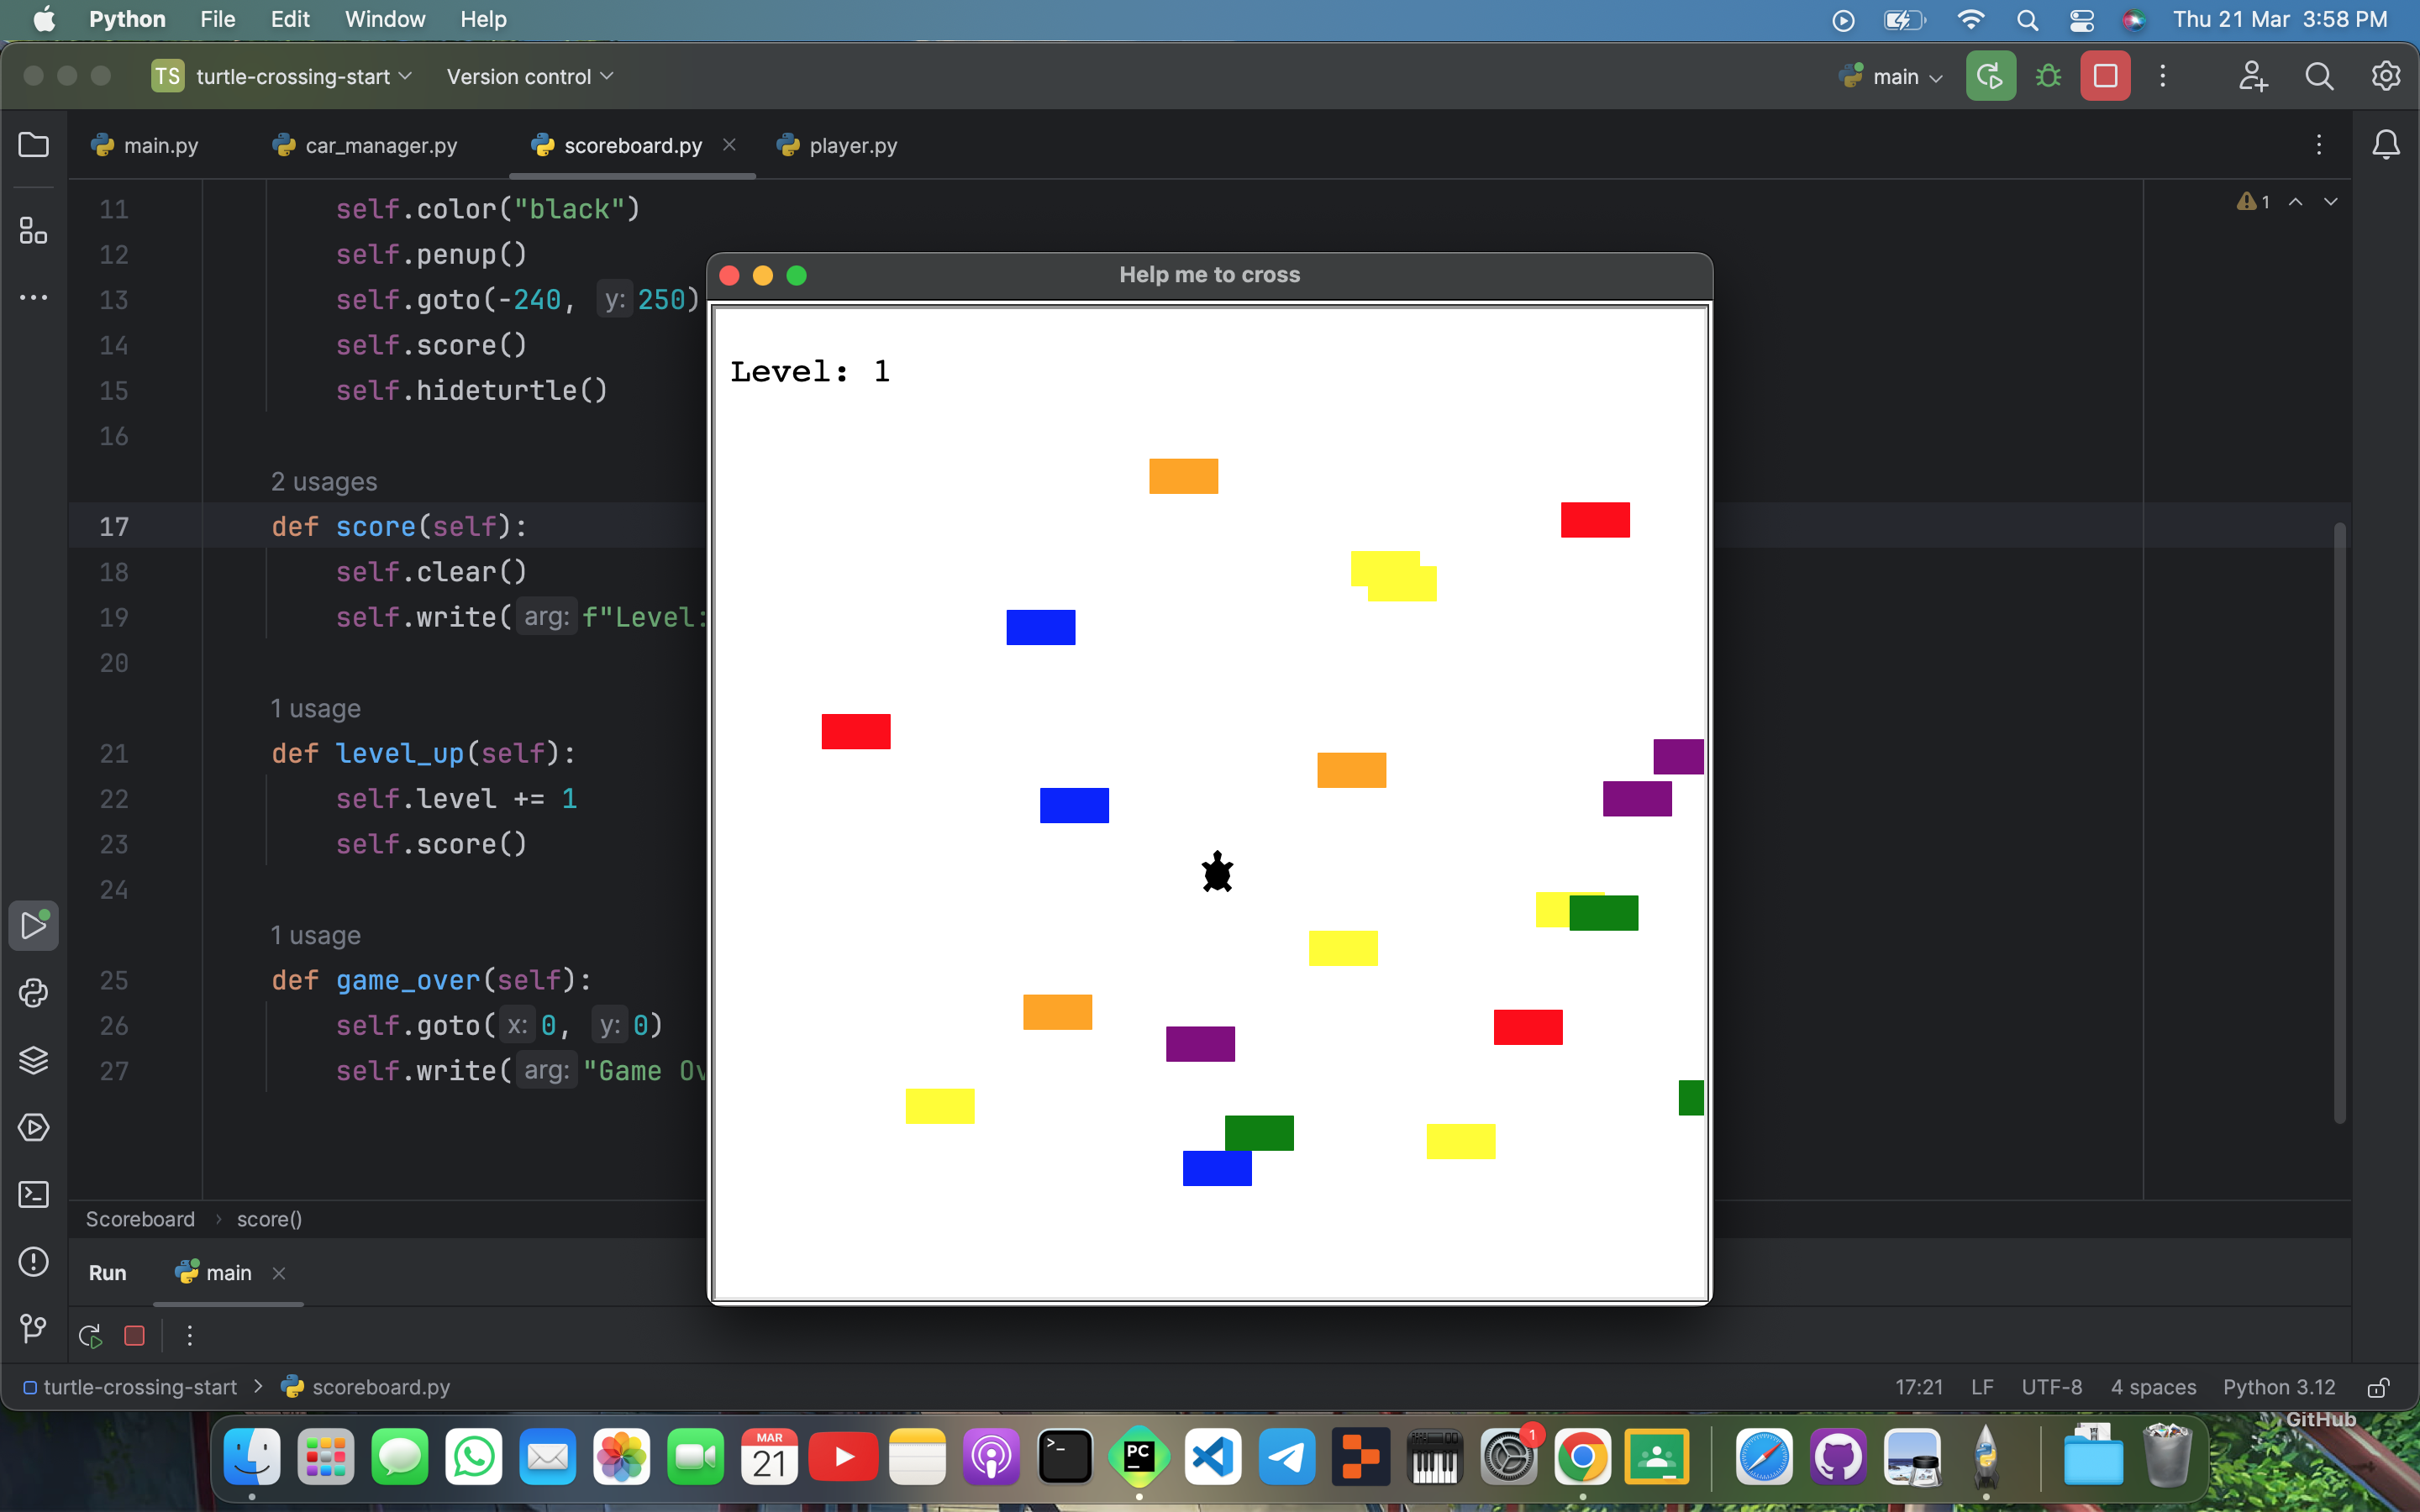 Python File Edit Window Help
Thu 21 Mar 3:58 PM
TS turtle-crossing-start Version control
main
main.py car_manager.py scoreboard.py player.py
1
11 self.color("black")
12 self.penup()
13 self.goto(-240, y: 250)
14 self.score()
15 self.hideturtle()
16
2 usages
17 def score(self):
18 self.clear()
19 self.write( arg: f"Level:
20
1 usage
21 def level_up(self):
22 self.level += 1
23 self.score()
24
1 usage
25 def game_over(self):
26 self.goto( x: 0, y: 0)
27 self.write( arg: "Game Ov
Help me to cross
Level: 1
Scoreboard › score()
Run main
turtle-crossing-start > scoreboard.py
17:21 LF UTF-8 4 spaces Python 3.12
GitHub
MAR
21
PC
1